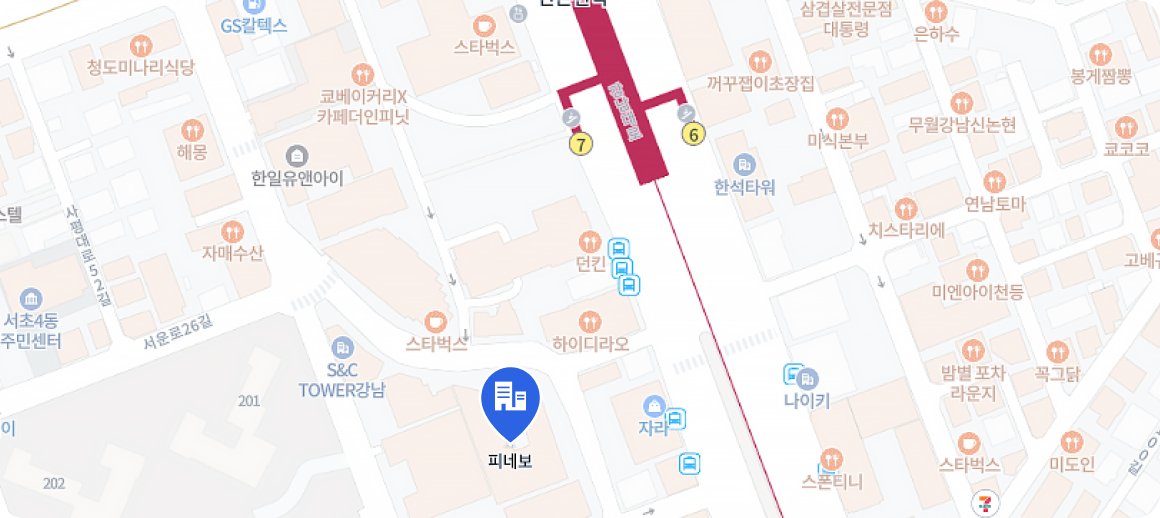 GS칼텍스
스타벅스
삼겹살전문점
대통령
은하수
청도미나리식당
꺼꾸잽이초장집
봉계짬뽕
쿄베이커리X
카페더인피닛
7
6
해몽
미식본부
무월강남신논현
쿄코코
한일유앤아이
한석타워
스텔
연남토마
사평대로52길
자매수산
치스타리에
던킨
미엔아이천등
서초4동
주민센터
서운로26길
스타벅스
하이디라오
S&C
TOWER강남
밤별 포차
라운지
꼭그닭
201
나이키
자라
이
피네보
스타벅스
미도인
202
스폰티니
7